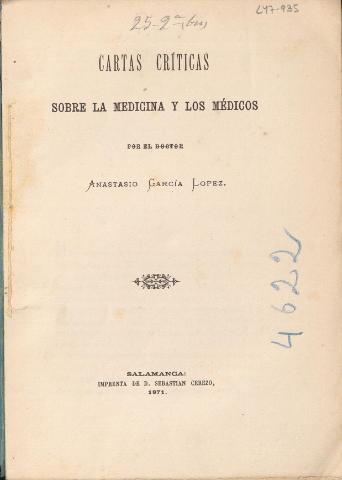 25-2ª
247-935
CARTAS CRÍTICAS
SOBRE LA MEDICINA Y LOS MÉDICOS
POR EL DOCTOR
ANASTASIO GARCÍA LOPEZ.
4622
SALAMANCA:
IMPRENTA DE D. SEBASTIAN CEREZO,
1871.